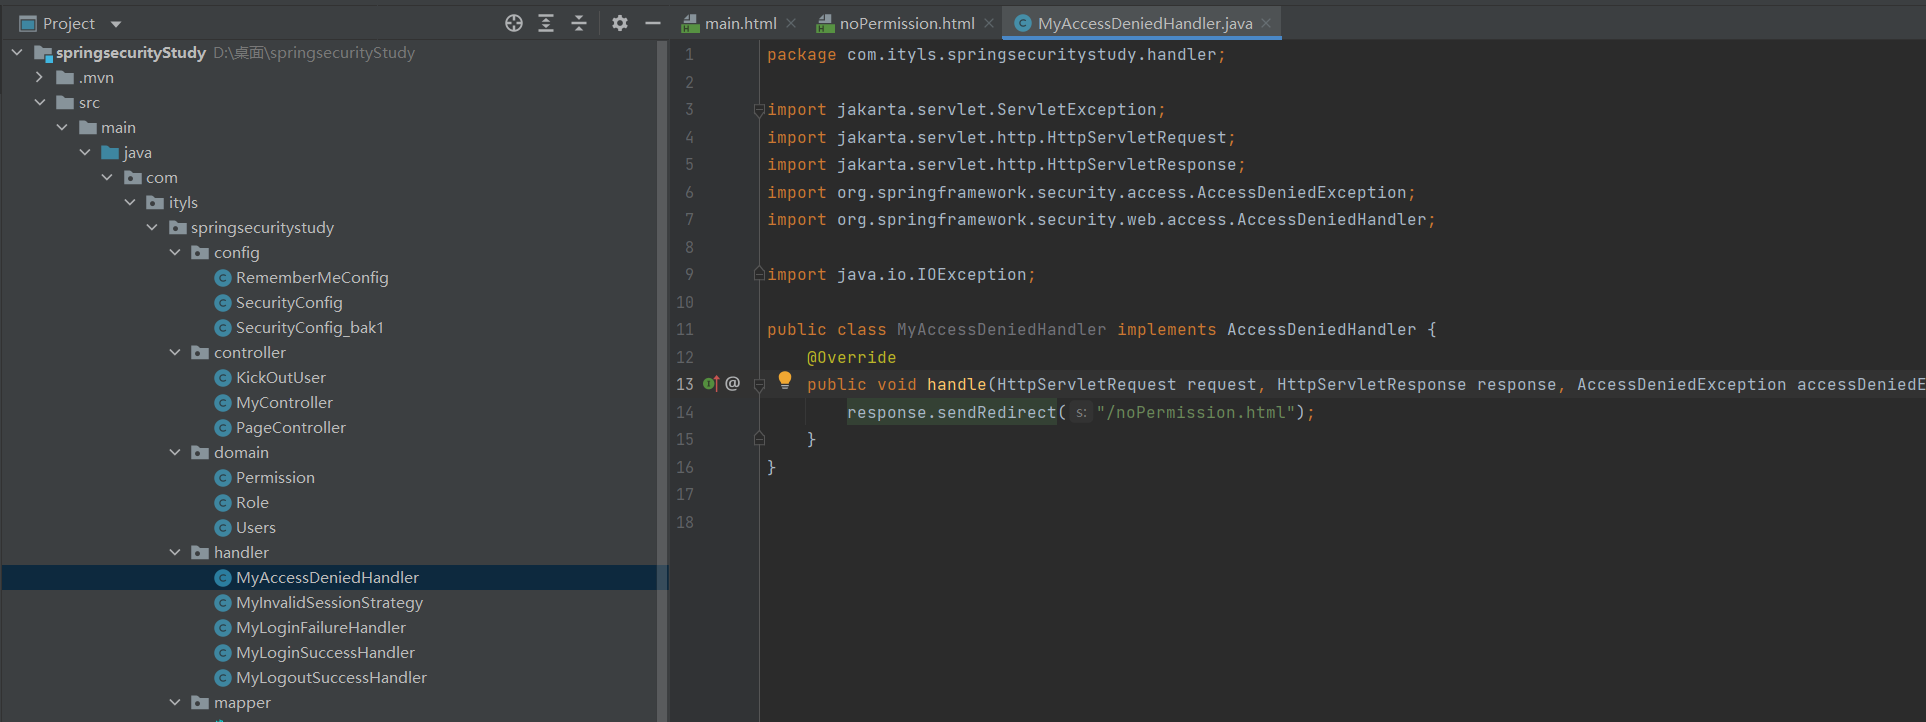 Project
springsecurityStudy D:\桌面\springsecurityStudy
.mvn
src
main
java
com
ityls
springsecuritystudy
config
RememberMeConfig
SecurityConfig
SecurityConfig_bak1
controller
KickOutUser
MyController
PageController
domain
Permission
Role
Users
handler
MyAccessDeniedHandler
MyInvalidSessionStrategy
MyLoginFailureHandler
MyLoginSuccessHandler
MyLogoutSuccessHandler
mapper
main.html noPermission.html MyAccessDeniedHandler.java
1 package com.ityls.springsecuritystudy.handler;
2
3 import jakarta.servlet.ServletException;
4 import jakarta.servlet.http.HttpServletRequest;
5 import jakarta.servlet.http.HttpServletResponse;
6 import org.springframework.security.access.AccessDeniedException;
7 import org.springframework.security.web.access.AccessDeniedHandler;
8
9 import java.io.IOException;
10
11 public class MyAccessDeniedHandler implements AccessDeniedHandler {
12 @Override
13 public void handle(HttpServletRequest request, HttpServletResponse response, AccessDeniedException accessDeniedE
14 response.sendRedirect( s: "/noPermission.html");
15 }
16 }
17
18